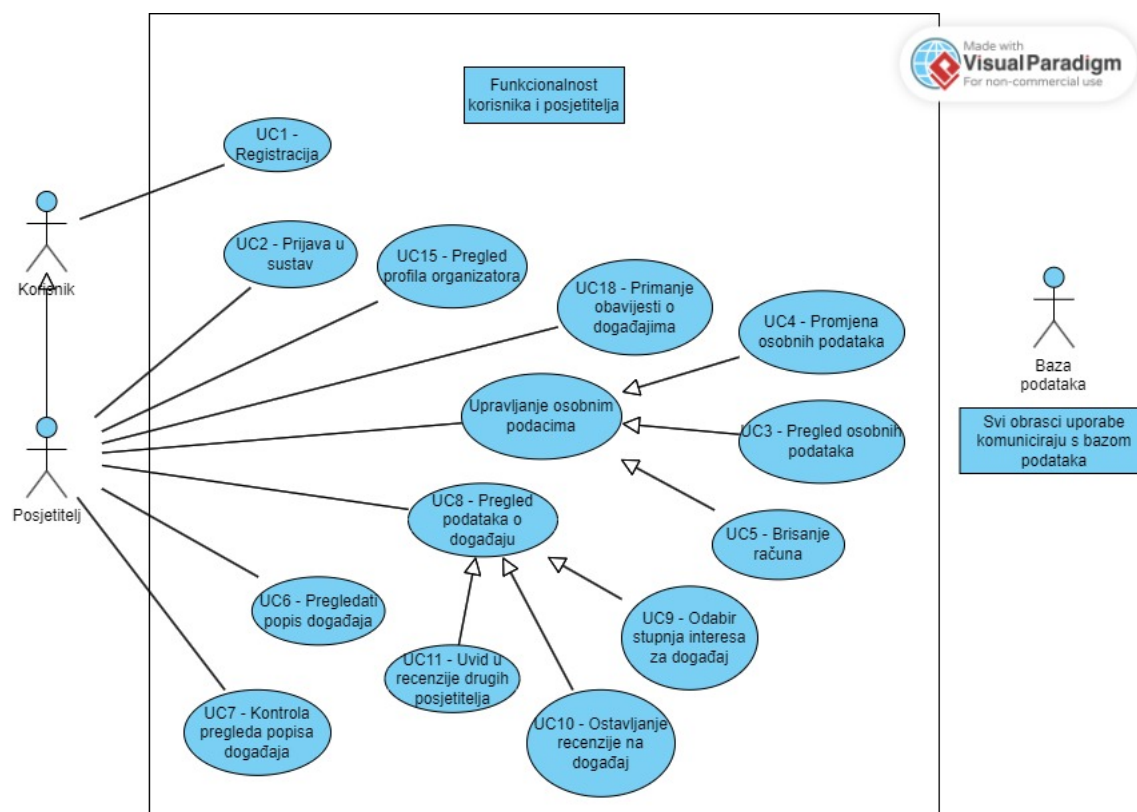 Made with
Visual Paradigm
For non-commercial use
Funkcionalnost
korisnika i posjetitelja
UC1 -
Registracija
Korisnik
UC2 - Prijava u
sustav
UC15 - Pregled
profila organizatora
UC18 - Primanje
obavijesti o
događajima
UC4 - Promjena
osobnih podataka
Baza
podataka
Upravljanje osobnim
podacima
UC3 - Pregled osobnih
podataka
Svi obrasci uporabe
komuniciraju s bazom
podataka
Posjetitelj
UC8 - Pregled
podataka o
događaju
UC5 - Brisanje
računa
UC6 - Pregledati
popis događaja
UC9 - Odabir
stupnja interesa
za događaj
UC11 - Uvid u
recenzije drugih
posjetitelja
UC7 - Kontrola
pregleda popisa
događaja
UC10 - Ostavljanje
recenzije na
događaj